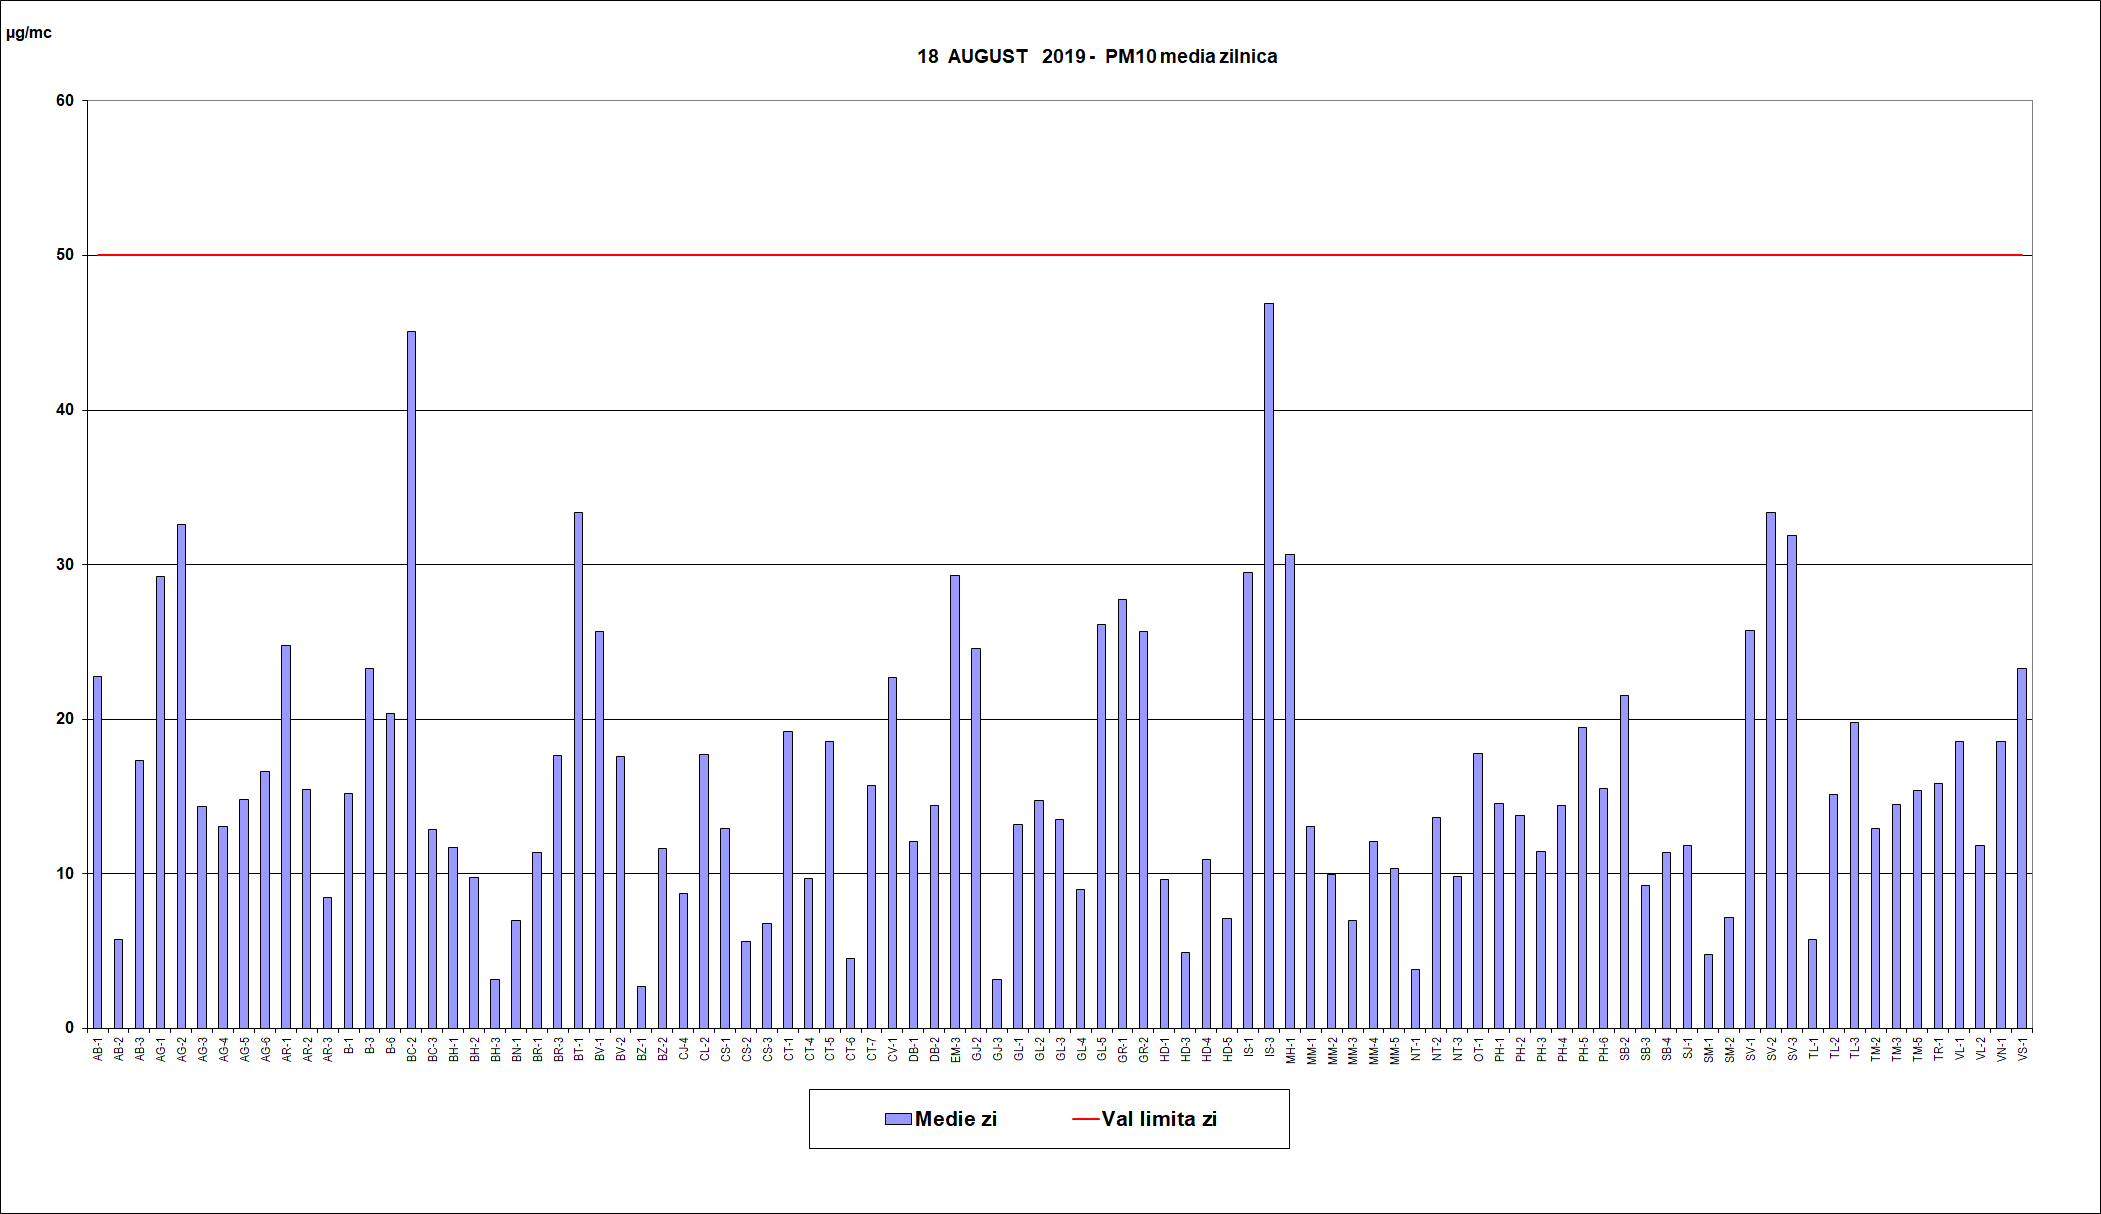 µg/mc
18 AUGUST 2019 - PM10 media zilnica
60
50
40
30
20
10
0
AB-1 AB-2 AB-3 AG-1 AG-2 AG-3 AG-4 AG-5 AG-6 AR-1 AR-2 AR-3 B-1 B-3 B-6 BC-2 BC-3 BH-1 BH-2 BH-3 BN-1 BR-1 BR-3 BT-1 BV-1 BV-2 BZ-1 BZ-2 CJ-4 CL-2 CS-1 CS-2 CS-3 CT-1 CT-4 CT-5 CT-6 CT-7 CV-1 DB-1 DB-2 EM-3 GJ-2 GJ-3 GL-1 GL-2 GL-3 GL-4 GL-5 GR-1 GR-2 HD-1 HD-3 HD-4 HD-5 IS-1 IS-3 MH-1 MM-1 MM-2 MM-3 MM-4 MM-5 NT-1 NT-2 NT-3 OT-1 PH-1 PH-2 PH-3 PH-4 PH-5 PH-6 SB-2 SB-3 SB-4 SJ-1 SM-1 SM-2 SV-1 SV-2 SV-3 TL-1 TL-2 TL-3 TM-2 TM-3 TM-5 TR-1 VL-1 VL-2 VN-1 VS-1
Medie zi Val limita zi